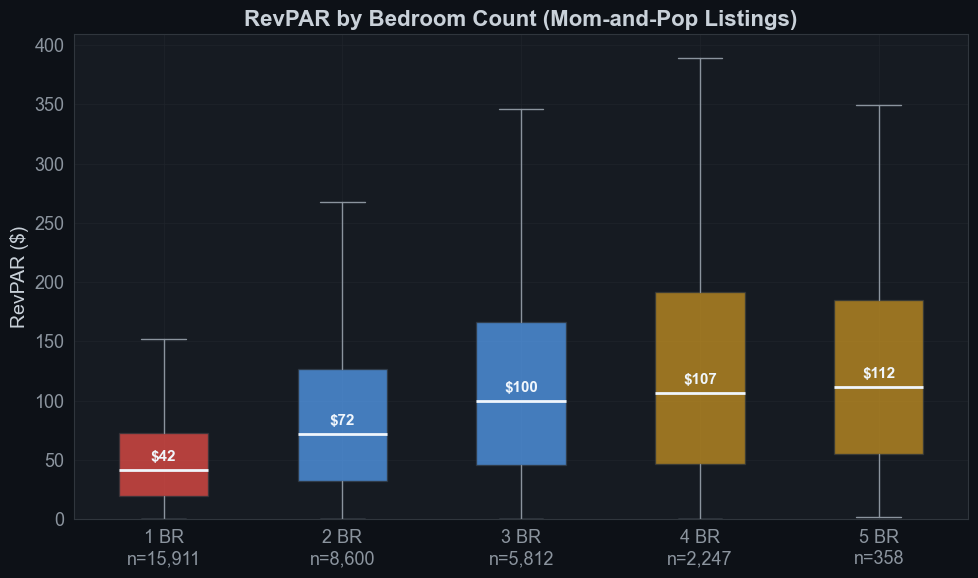 RevPAR by Bedroom Count (Mom-and-Pop Listings)
RevPAR ($)
400
350
300
250
200
150
100
50
0
$42
$72
$100
$107
$112
1 BR
n=15,911
2 BR
n=8,600
3 BR
n=5,812
4 BR
n=2,247
5 BR
n=358